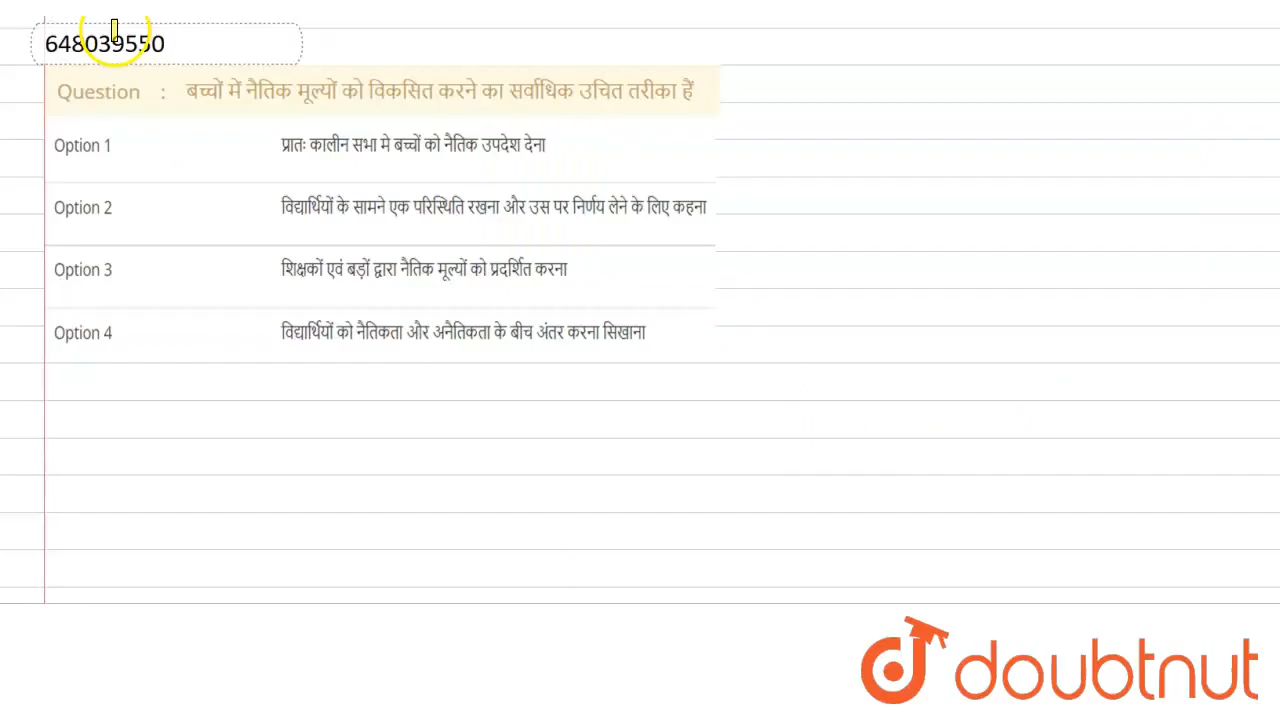 648039550
Question : बच्चों में नैतिक मूल्यों को विकसित करने का सर्वाधिक उचित तरीका हैं
Option 1 प्रातः कालीन सभा मे बच्चों को नैतिक उपदेश देना
Option 2 विद्यार्थियों के सामने एक परिस्थिति रखना और उस पर निर्णय लेने के लिए कहना
Option 3 शिक्षकों एवं बड़ों द्वारा नैतिक मूल्यों को प्रदर्शित करना
Option 4 विद्यार्थियों को नैतिकता और अनैतिकता के बीच अंतर करना सिखाना
doubtnut